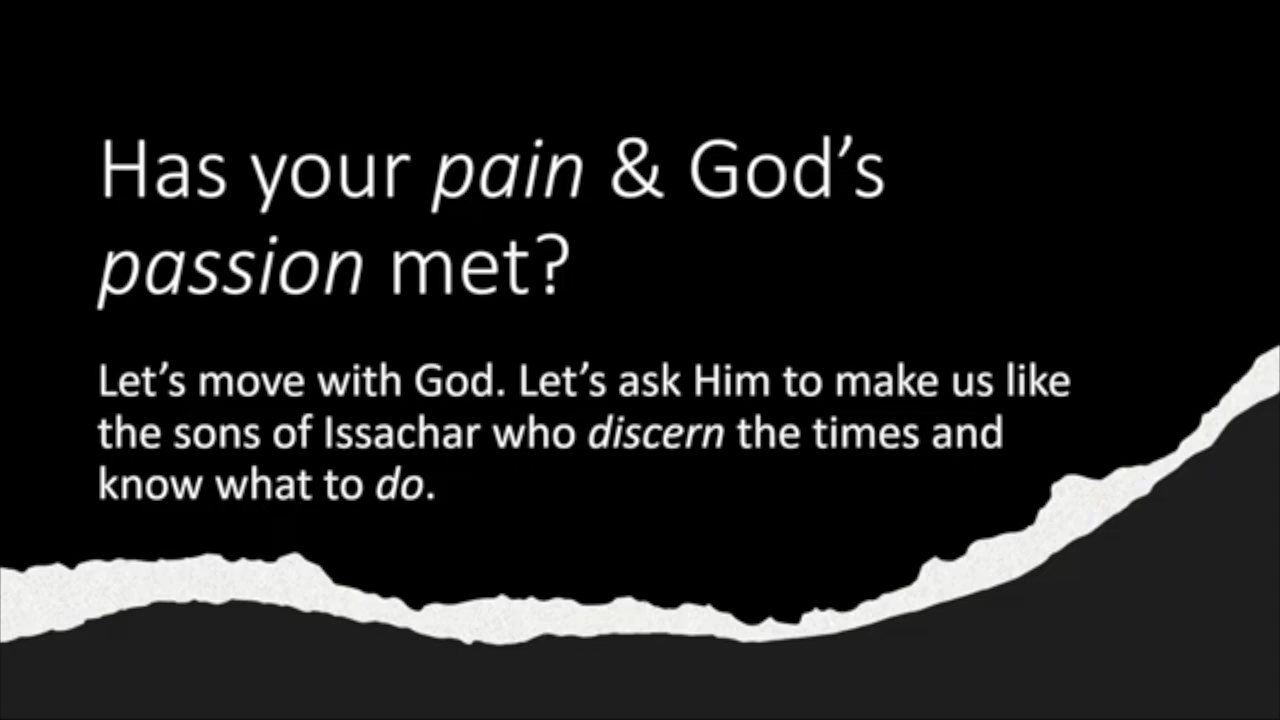 Has your pain & God’s
passion met?
Let’s move with God. Let’s ask Him to make us like
the sons of Issachar who discern the times and
know what to do.